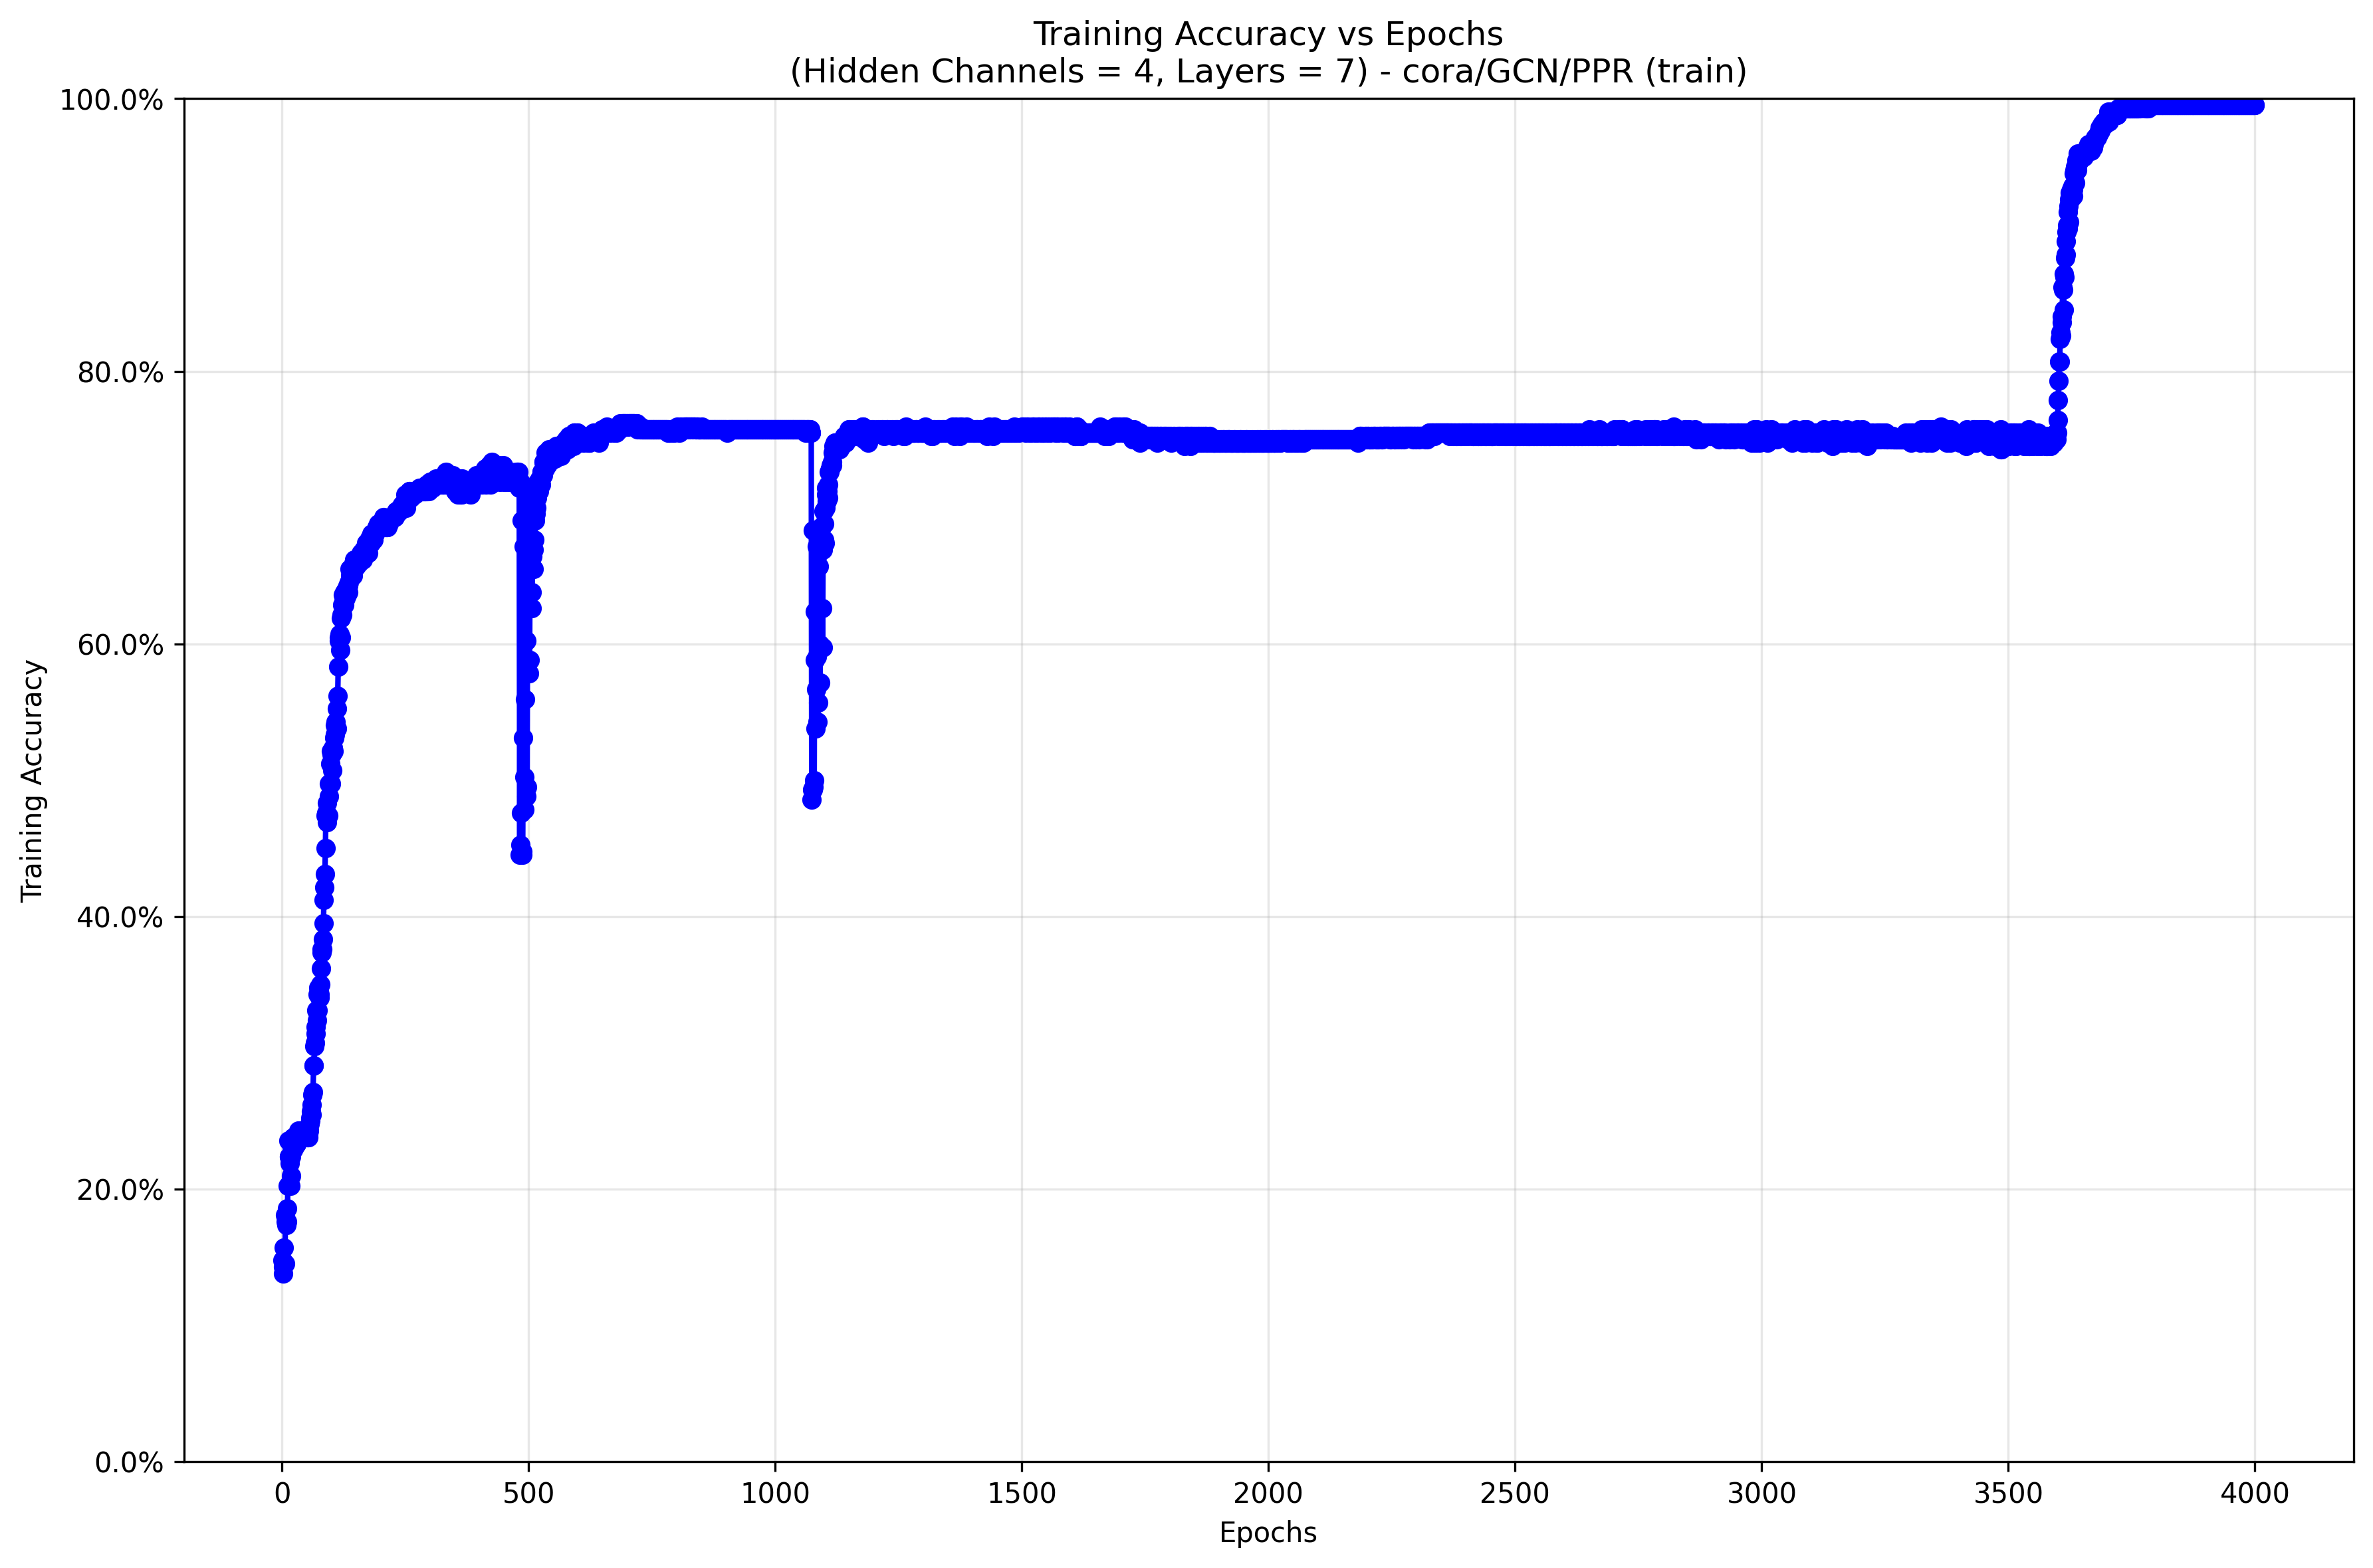 Training Accuracy vs Epochs
(Hidden Channels = 4, Layers = 7) - cora/GCN/PPR (train)
100.0%
80.0%
60.0%
40.0%
20.0%
0.0%
Training Accuracy
0 500 1000 1500 2000 2500 3000 3500 4000
Epochs